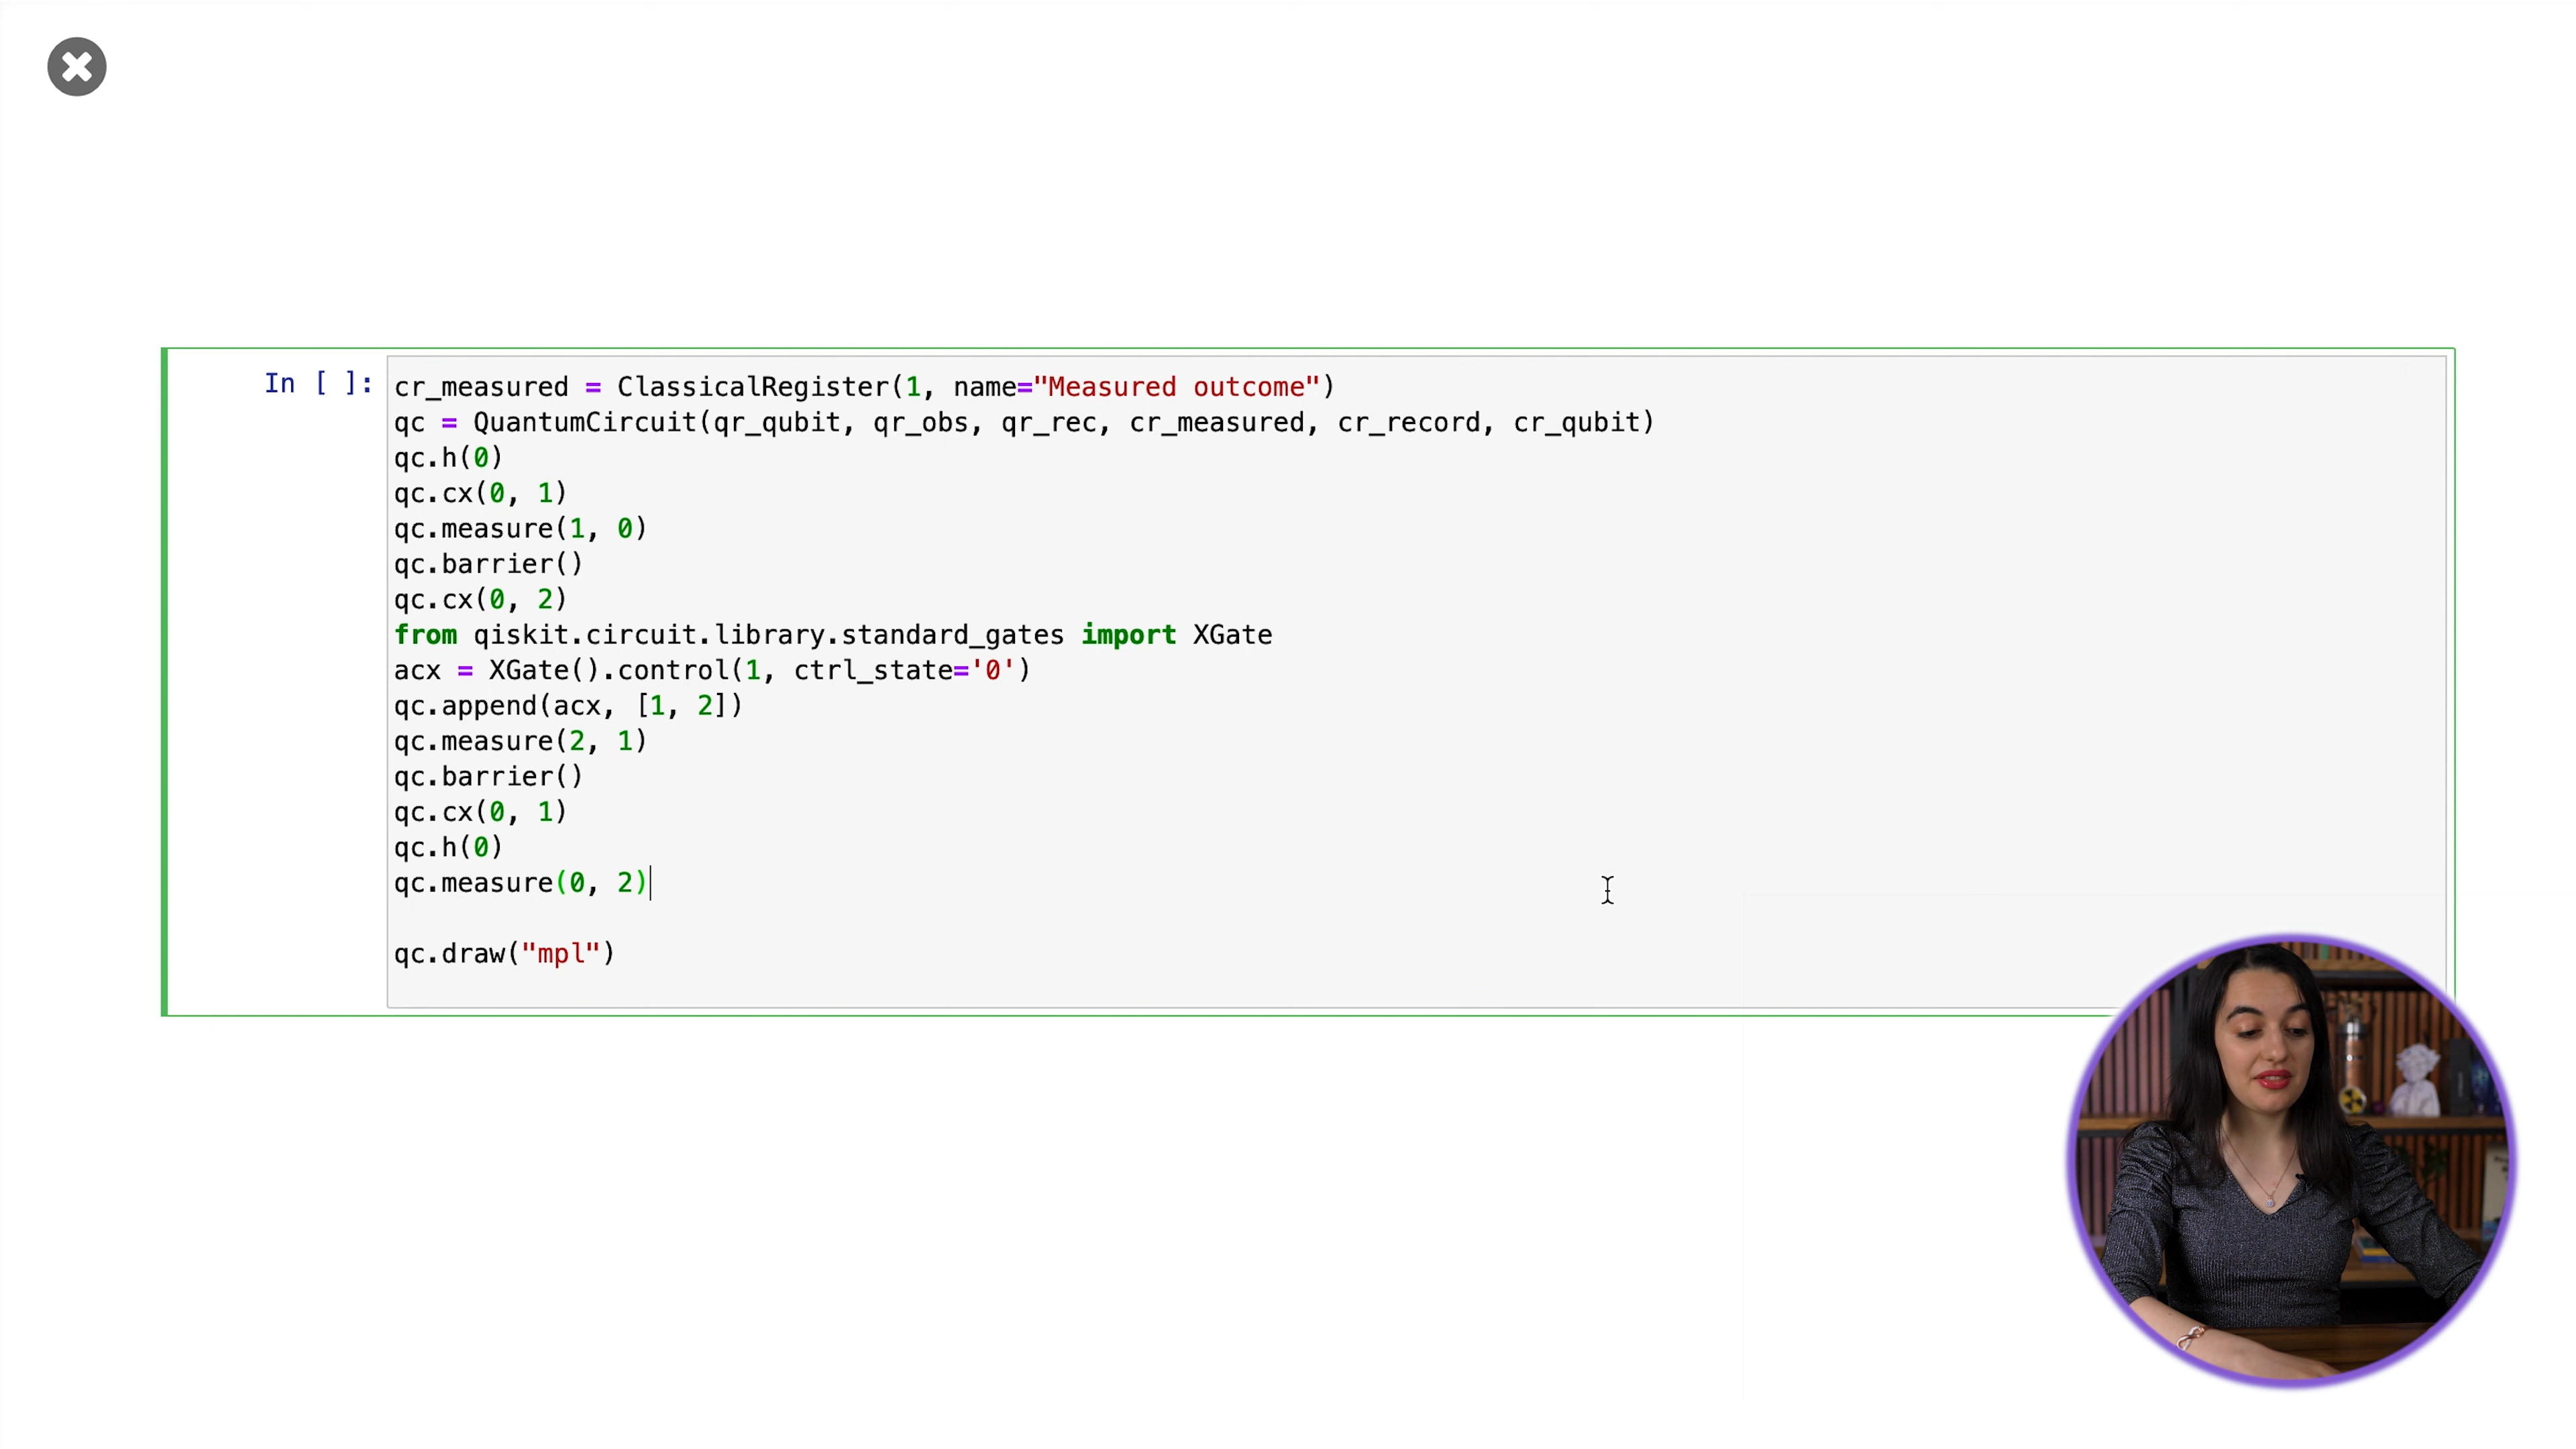 In [ ]:
cr_measured = ClassicalRegister(1, name="Measured outcome")
qc = QuantumCircuit(qr_qubit, qr_obs, qr_rec, cr_measured, cr_record, cr_qubit)
qc.h(0)
qc.cx(0, 1)
qc.measure(1, 0)
qc.barrier()
qc.cx(0, 2)
from qiskit.circuit.library.standard_gates import XGate
acx = XGate().control(1, ctrl_state='0')
qc.append(acx, [1, 2])
qc.measure(2, 1)
qc.barrier()
qc.cx(0, 1)
qc.h(0)
qc.measure(0, 2)
qc.draw("mpl")